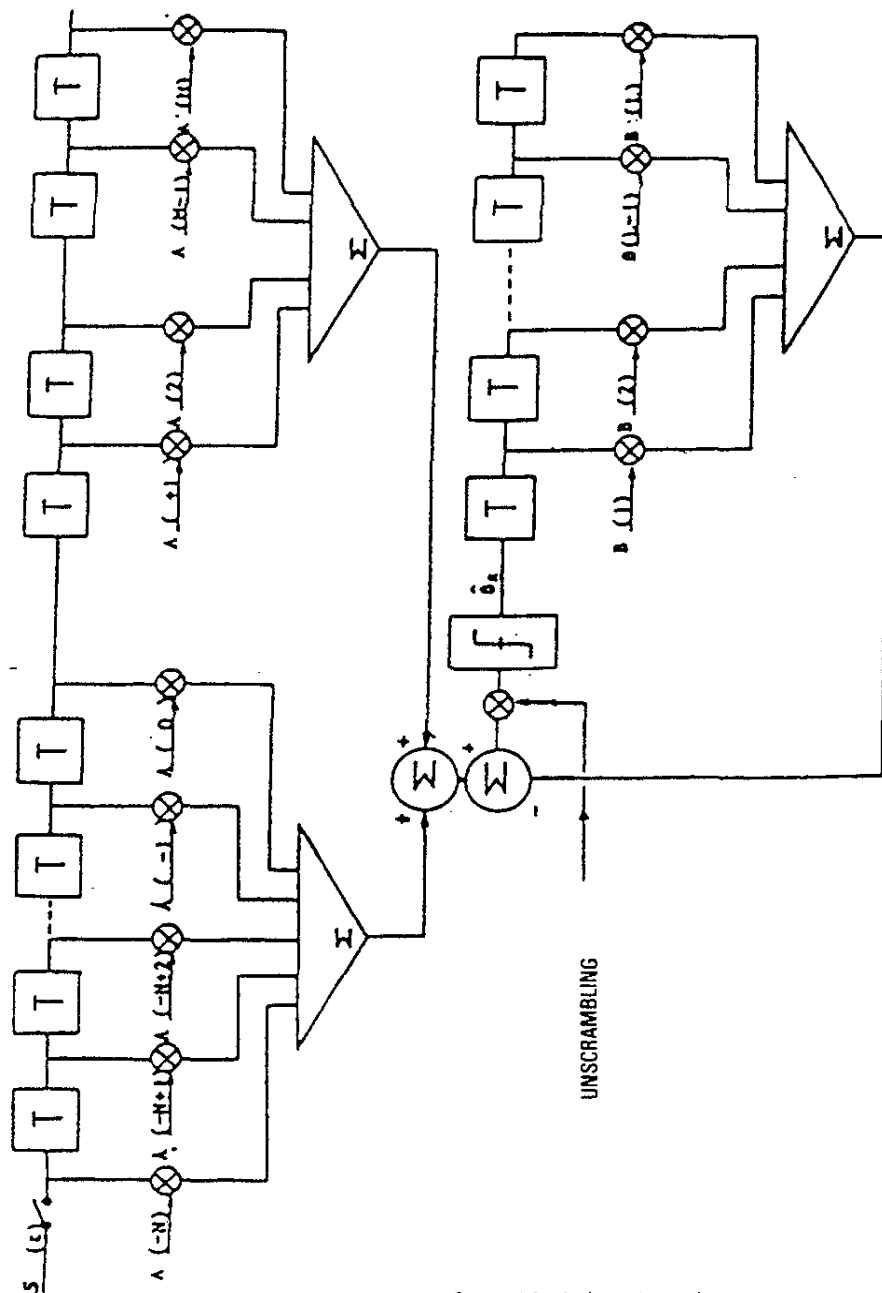 S (t)
T
T
T
T
T
T
T
T
A (-N)
A (-N+1)
A (-N+2)
A (-1)
A (0)
A (+1)
A (2)
A (M-1)
A (M)
Σ
Σ
+
+
Σ
+
Σ
-
UNSCRAMBLING
T
T
T
T
B (1)
B (2)
B(L-1)
B (L)
Σ